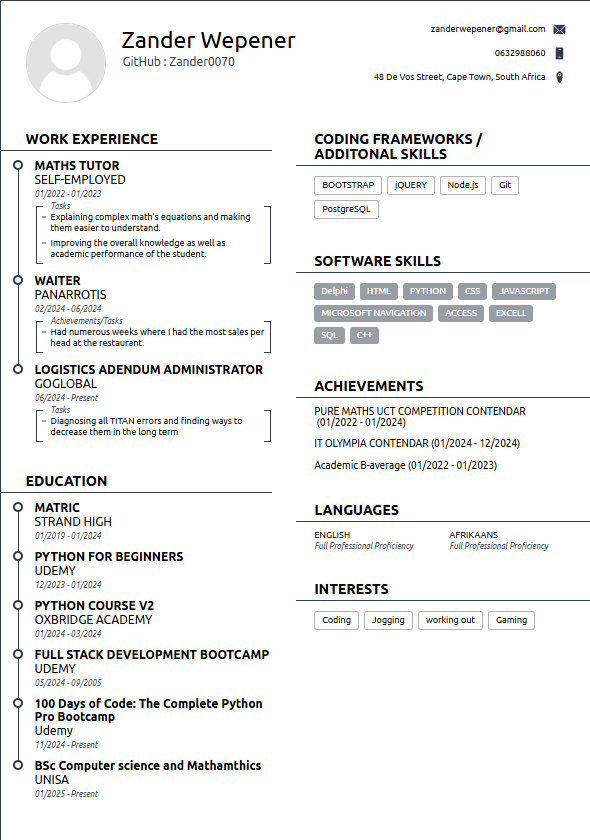 Zander Wepener
GitHub : Zander0070
zanderwepener@gmail.com
0632988060
48 De Vos Street, Cape Town, South Africa
WORK EXPERIENCE
MATHS TUTOR
SELF-EMPLOYED
01/2022 - 01/2023
Tasks
– Explaining complex math's equations and making
them easier to understand.
– Improving the overall knowledge as well as
academic performance of the student.
WAITER
PANARROTIS
02/2024 - 06/2024
Achievements/Tasks
– Had numerous weeks where I had the most sales per
head at the restaurant.
LOGISTICS ADENDUM ADMINISTRATOR
GOGLOBAL
06/2024 - Present
Tasks
– Diagnosing all TITAN errors and finding ways to
decrease them in the long term
EDUCATION
MATRIC
STRAND HIGH
01/2019 - 01/2024
PYTHON FOR BEGINNERS
UDEMY
12/2023 - 01/2024
PYTHON COURSE V2
OXBRIDGE ACADEMY
01/2024 - 03/2024
FULL STACK DEVELOPMENT BOOTCAMP
UDEMY
05/2024 - 09/2005
100 Days of Code: The Complete Python
Pro Bootcamp
Udemy
11/2024 - Present
BSc Computer science and Mathamthics
UNISA
01/2025 - Present
CODING FRAMEWORKS /
ADDITONAL SKILLS
BOOTSTRAP jQUERY Node.js Git
PostgreSQL
SOFTWARE SKILLS
Delphi HTML PYTHON CSS JAVASCRIPT
MICROSOFT NAVIGATION ACCESS EXCELL
SQL C++
ACHIEVEMENTS
PURE MATHS UCT COMPETITION CONTENDAR
(01/2022 - 01/2024)
IT OLYMPIA CONTENDAR (01/2024 - 12/2024)
Academic B-average (01/2022 - 01/2023)
LANGUAGES
ENGLISH AFRIKAANS
Full Professional Proficiency Full Professional Proficiency
INTERESTS
Coding Jogging working out Gaming